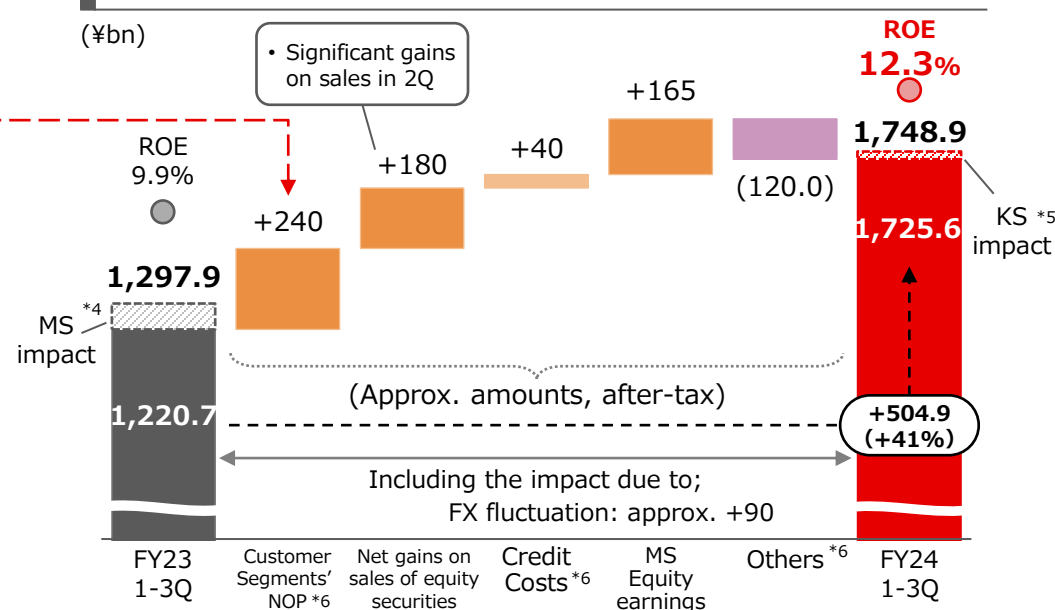 (¥bn)
• Significant gains
on sales in 2Q
ROE
12.3%
+165
1,748.9
ROE
9.9%
+180
+40
(120.0)
+240
KS *5
impact
1,725.6
1,297.9
MS *4
impact
(Approx. amounts, after-tax)
1,220.7
+504.9
(+41%)
Including the impact due to;
FX fluctuation: approx. +90
FY23
1-3Q
Customer
Segments’
NOP *6
Net gains on
sales of equity
securities
Credit
Costs *6
MS
Equity
earnings
Others *6
FY24
1-3Q